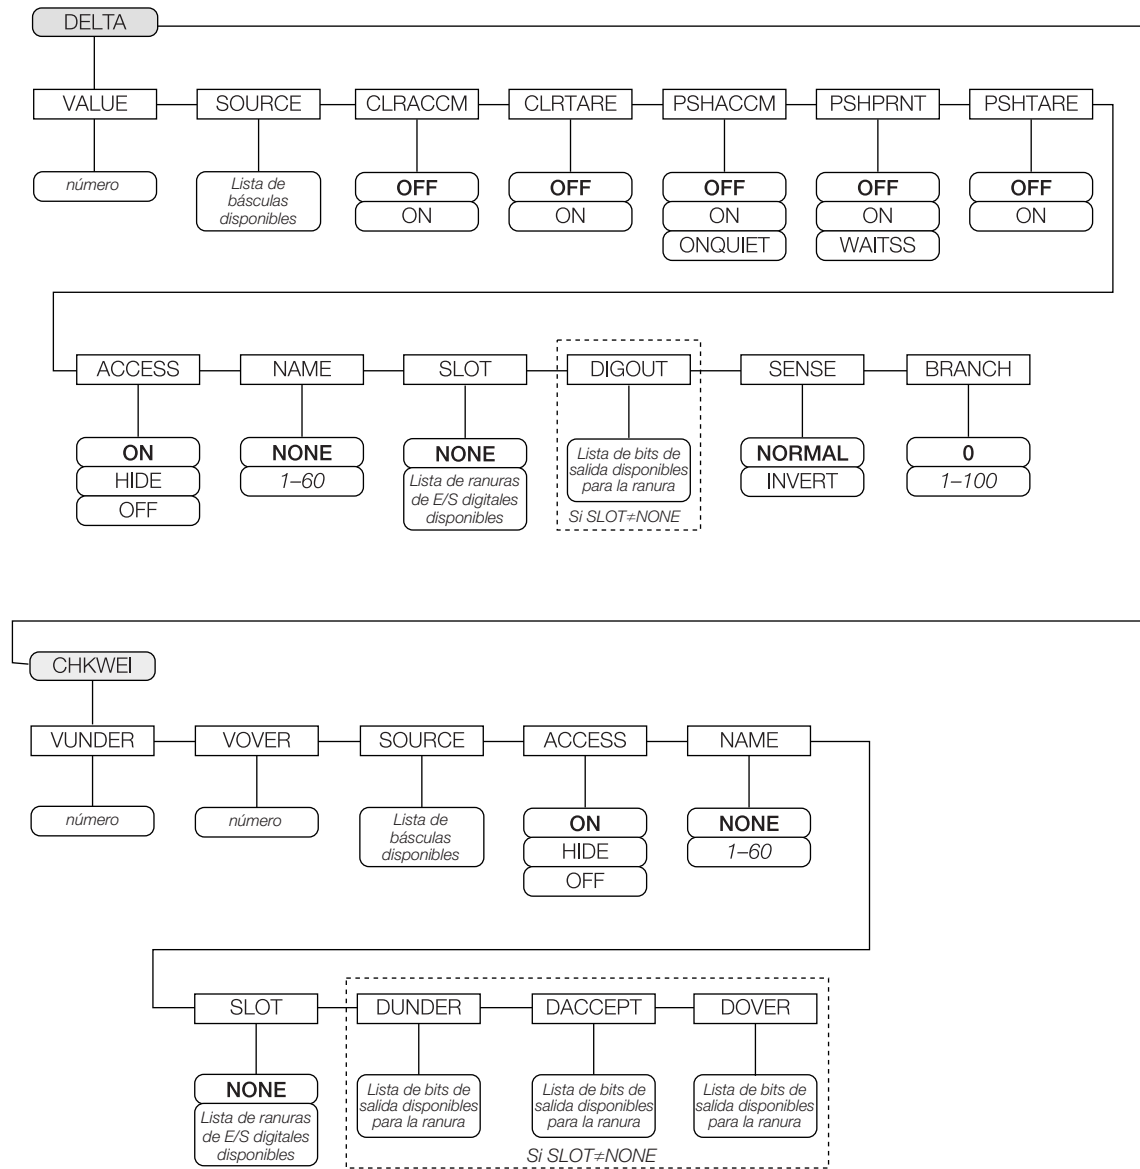 DELTA
VALUE
SOURCE
CLRACCM
CLRTARE
PSHACCM
PSHPRNT
PSHTARE
número
Lista de
básculas
disponibles
OFF
ON
OFF
ON
OFF
ON
ONQUIET
OFF
ON
WAITSS
OFF
ON
ACCESS
NAME
SLOT
DIGOUT
SENSE
BRANCH
ON
HIDE
OFF
NONE
1–60
NONE
Lista de ranuras
de E/S digitales
disponibles
Lista de bits de
salida disponibles
para la ranura
Si SLOT≠NONE
NORMAL
INVERT
0
1–100
CHKWEI
VUNDER
VOVER
SOURCE
ACCESS
NAME
número
número
Lista de
básculas
disponibles
ON
HIDE
OFF
NONE
1–60
SLOT
DUNDER
DACCEPT
DOVER
NONE
Lista de ranuras
de E/S digitales
disponibles
Lista de bits de
salida disponibles
para la ranura
Lista de bits de
salida disponibles
para la ranura
Lista de bits de
salida disponibles
para la ranura
Si SLOT≠NONE